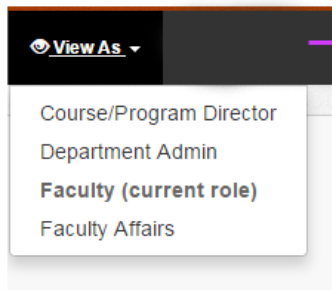 View As
Course/Program Director
Department Admin
Faculty (current role)
Faculty Affairs